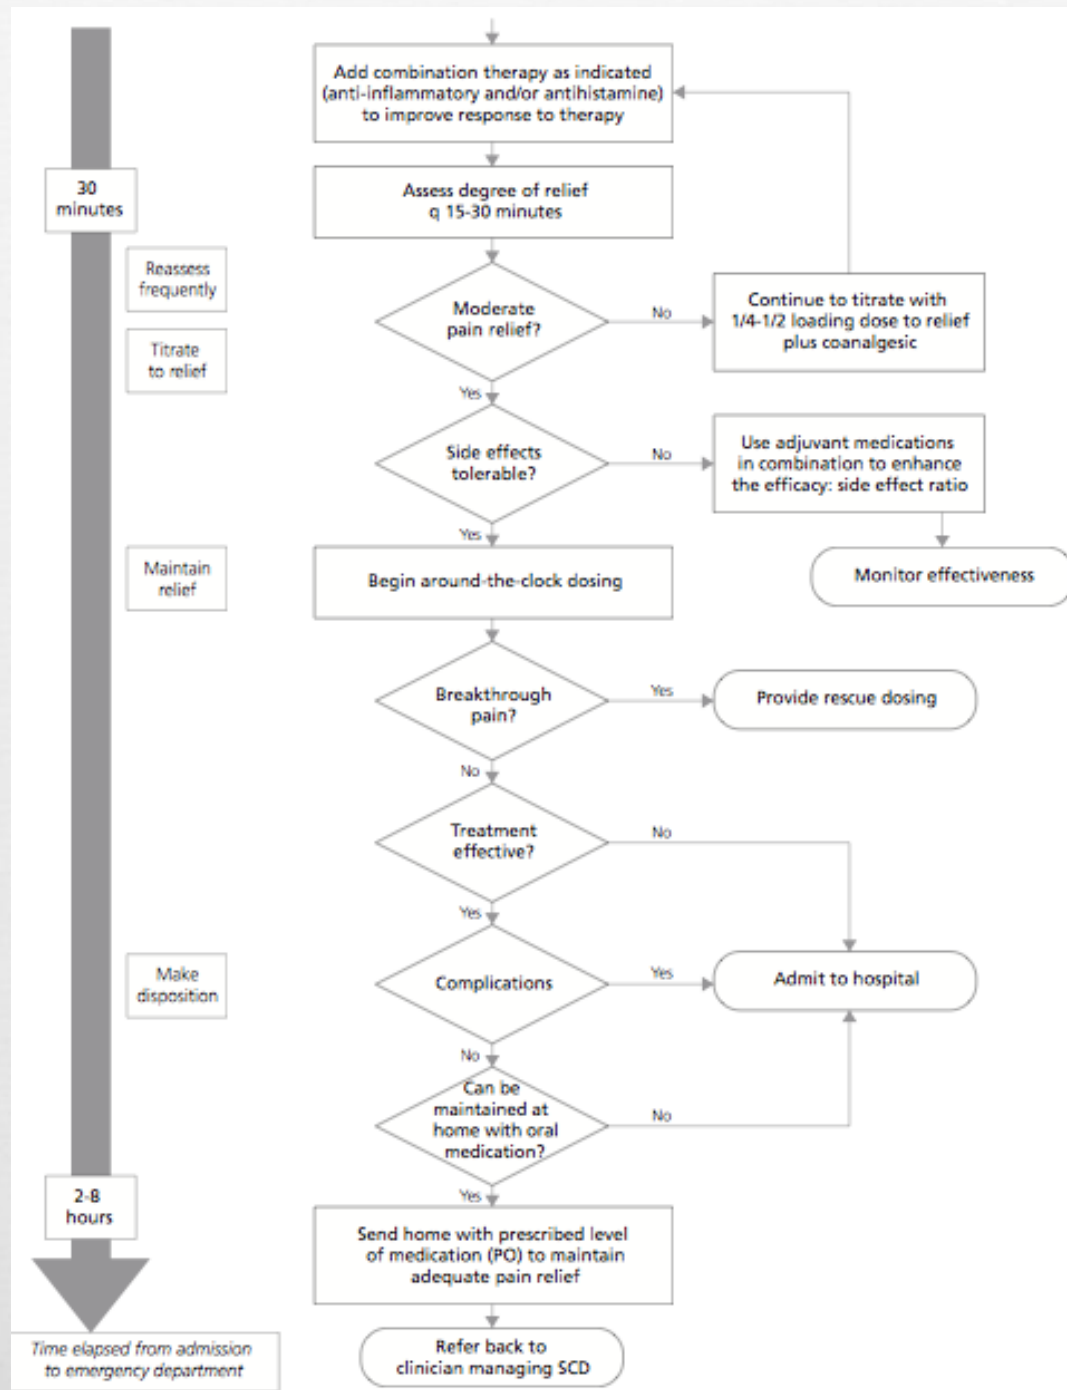 Add combination therapy as indicated
(anti-inflammatory and/or antihistamine)
to improve response to therapy
30
minutes
Assess degree of relief
q 15-30 minutes
Reassess
frequently
Moderate
pain relief?
No
Continue to titrate with
1/4-1/2 loading dose to relief
plus coanalgesic
Titrate
to relief
Yes
Side effects
tolerable?
No
Use adjuvant medications
in combination to enhance
the efficacy: side effect ratio
Yes
Maintain
relief
Begin around-the-clock dosing
Monitor effectiveness
Breakthrough
pain?
Yes
Provide rescue dosing
No
Treatment
effective?
No
Yes
Make
disposition
Complications
Yes
Admit to hospital
No
Can be
maintained at
home with oral
medication?
No
Yes
2-8
hours
Send home with prescribed level
of medication (PO) to maintain
adequate pain relief
Time elapsed from admission
to emergency department
Refer back to
clinician managing SCD